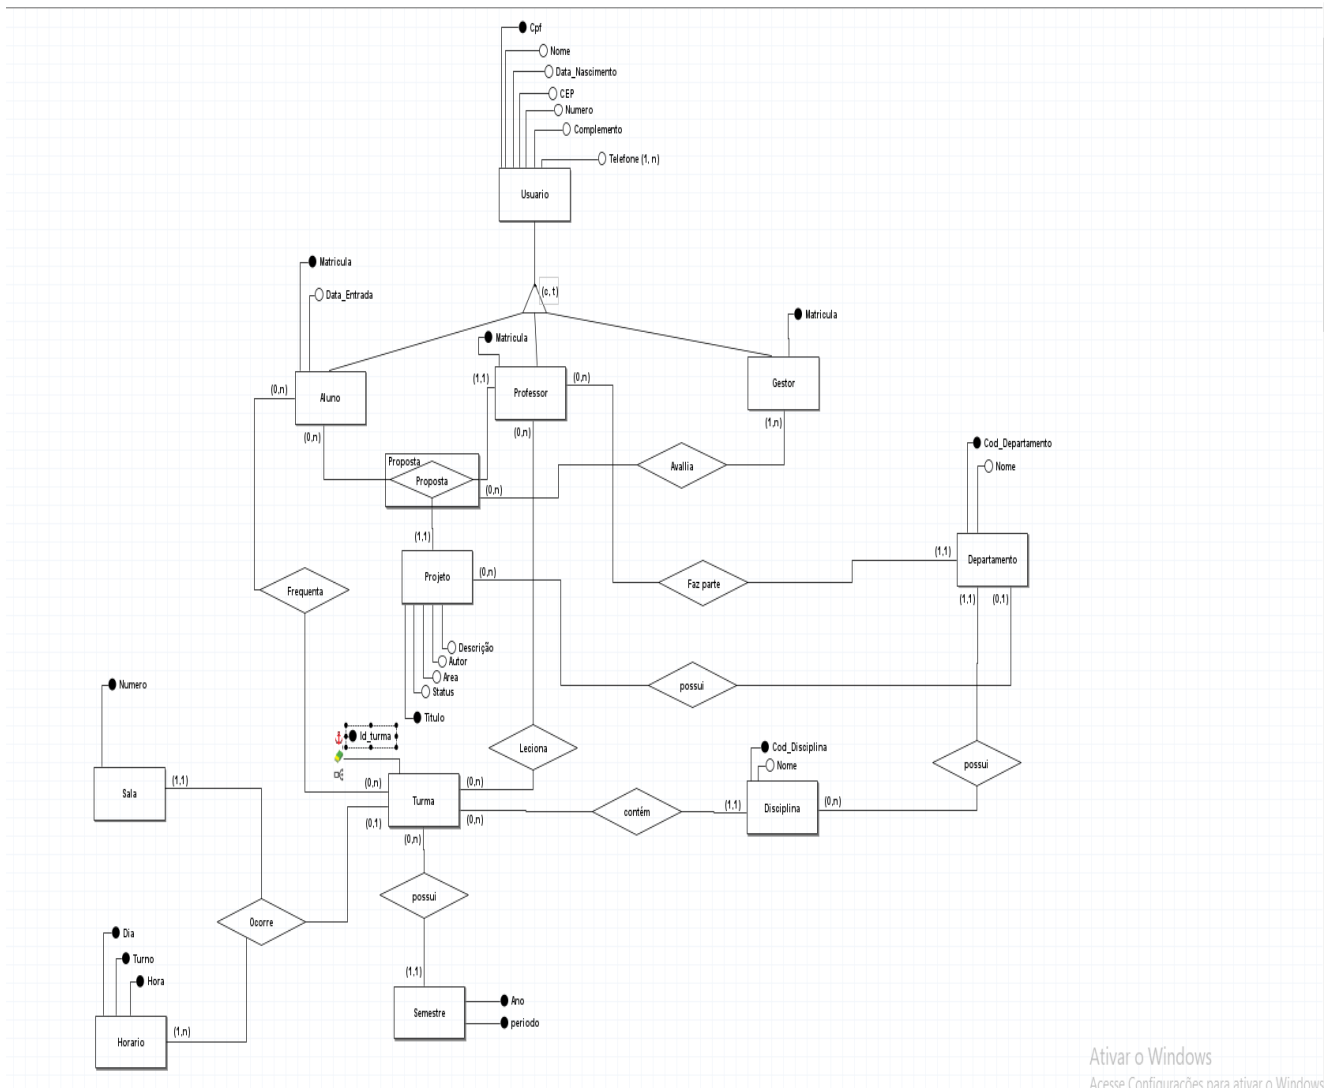 Cpf
Nome
Data_Nascimento
CEP
Numero
Complemento
Telefone (1, n)
Usuario
Matricula
(c, t)
Data_Entrada
Matricula
Matricula
(1,1)
(0,n)
Gestor
(0,n)
Aluno
Professor
(1,n)
(0,n)
(0,n)
Cod_Departamento
Proposta
Avallia
Nome
Proposta
(0,n)
(1,1)
(1,1)
Departamento
Projeto
(0,n)
Faz parte
Frequenta
(1,1)
(0,1)
Descrição
Autor
Area
Status
possui
Numero
Titulo
Id_turma
Leciona
Cod_Disciplina
Nome
possui
(1,1)
(0,n)
(0,n)
Sala
Turma
(0,n)
contêm
(1,1)
Disciplina
(0,n)
(0,1)
(0,n)
possui
Ocorre
Dia
Turno
(1,1)
Hora
Ano
Semestre
periodo
(1,n)
Horario
Ativar o Windows
Acesse Configurações para ativar o Windows